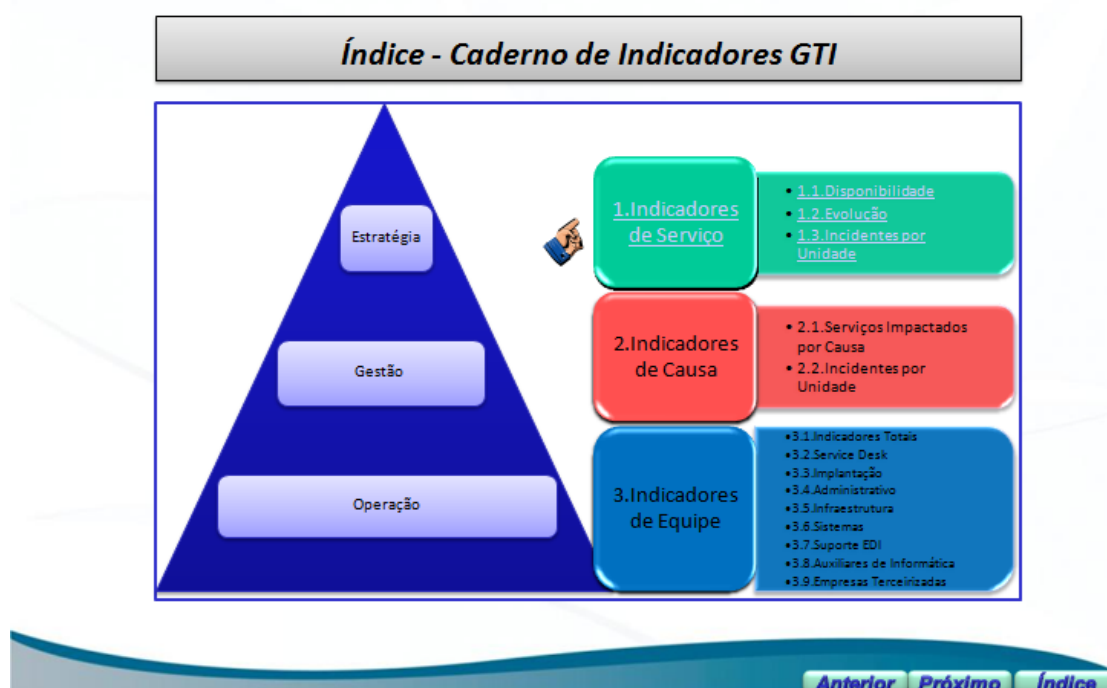 Índice - Caderno de Indicadores GTI
Estratégia
Gestão
Operação
1.Indicadores
de Serviço
• 1.1.Disponibilidade
• 1.2.Evolução
• 1.3.Incidentes por
Unidade
2.Indicadores
de Causa
• 2.1.Serviços Impactados
por Causa
• 2.2.Incidentes por
Unidade
3.Indicadores
de Equipe
•3.1.Indicadores Totais
•3.2.Service Desk
•3.3.Implantação
•3.4.Administrativo
•3.5.Infraestrutura
•3.6.Sistemas
•3.7.Suporte EDI
•3.8.Auxiliares de Informática
•3.9.Empresas Terceirizadas
Anterior Próximo Índice